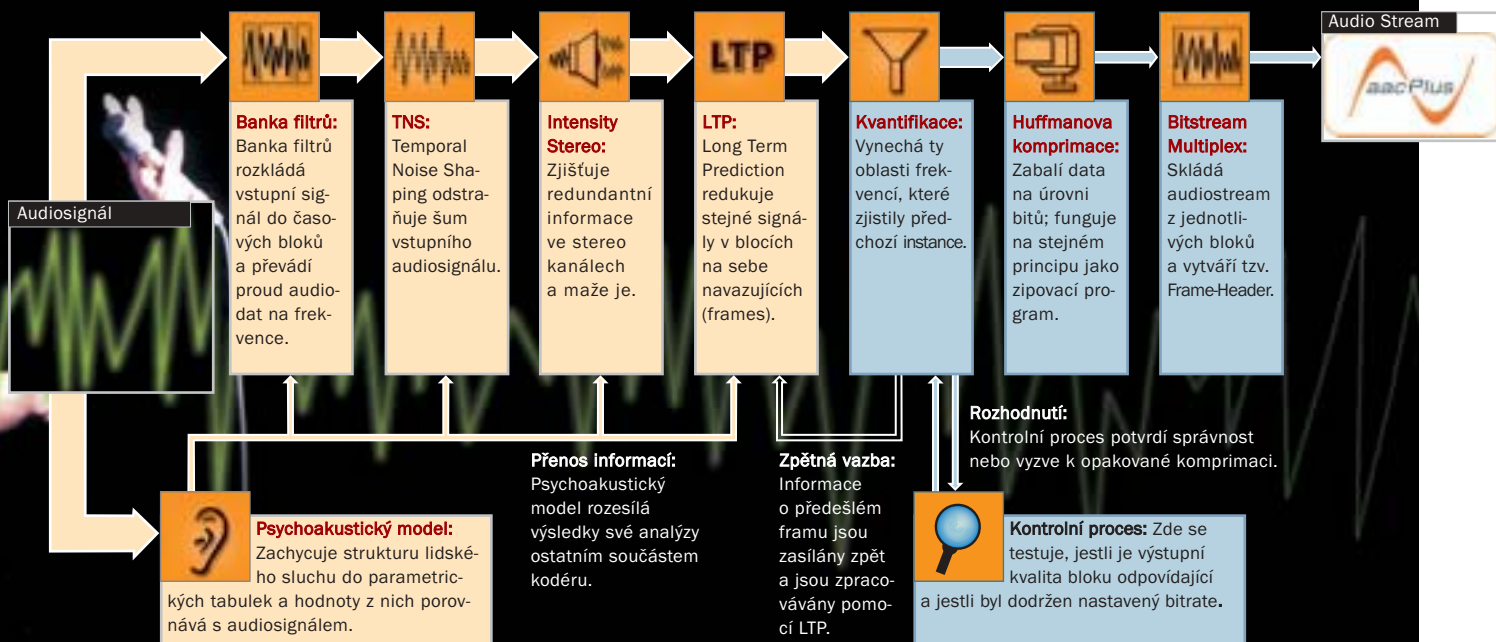 Audio Stream
aacPlus
LTP
Audiosignál
Banka filtrů:
Banka filtrů
rozkládá
vstupní sig-
nál do časo-
vých bloků
a převádí
proud audio-
dat na frek-
vence.
TNS:
Temporal
Noise Sha-
ping odstra-
ňuje šum
vstupního
audiosignálu.
Intensity
Stereo:
Zjišťuje
redundantní
informace
ve stereo
kanálech
a maže je.
LTP:
Long Term
Prediction
redukuje
stejné signá-
ly v blocích
na sebe
navazujících
(frames).
Kvantifikace:
Vynechá ty
oblasti frek-
vencí, které
zjistily před-
chozí instance.
Huffmanova
komprimace:
Zabalí data
na úrovni
bitů; funguje
na stejném
principu jako
zipovací pro-
gram.
Bitstream
Multiplex:
Skládá
audiostream
z jednotli-
vých bloků
a vytváří tzv.
Frame-Header.
Přenos informací:
Psychoakustický
model rozesílá
výsledky své analýzy
ostatním součástem
kodéru.
Zpětná vazba:
Informace
o předešlém
framu jsou
zasílány zpět
a jsou zpraco-
vávány pomo-
cí LTP.
Rozhodnutí:
Kontrolní proces potvrdí správnost
nebo vyzve k opakované komprimaci.
Psychoakustický model:
Zachycuje strukturu lidské-
ho sluchu do parametric-
kých tabulek a hodnoty z nich porov-
nává s audiosignálem.
Kontrolní proces: Zde se
testuje, jestli je výstupní
kvalita bloku odpovídající
a jestli byl dodržen nastavený bitrate.